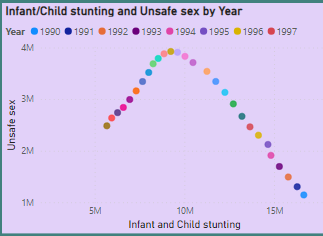 Infant/Child stunting and Unsafe sex by Year
Year 1990 1991 1992 1993 1994 1995 1996 1997
4M
3M
2M
1M
Unsafe sex
5M 10M 15M
Infant and Child stunting